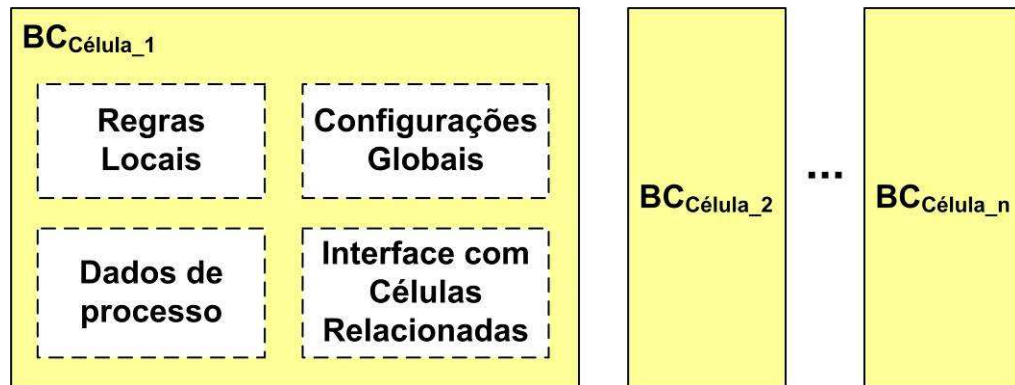 BCCélula_1
Regras
Locais
Configurações
Globais
Dados de
processo
Interface com
Células
Relacionadas
BCCélula_2
...
BCCélula_n